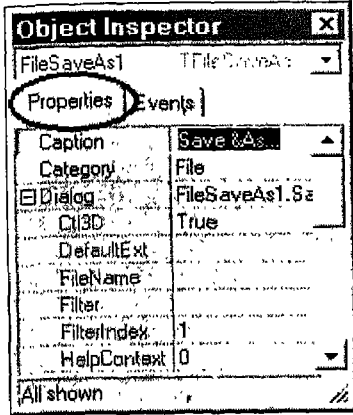 Object Inspector
FileSaveAs1 TFileSaveAs
Properties Events
Caption Save &As...
Category File
Dialog FileSaveAs1.Sa
Ctl3D True
DefaultExt
FileName
Filter
FilterIndex 1
HelpContext 0
All shown